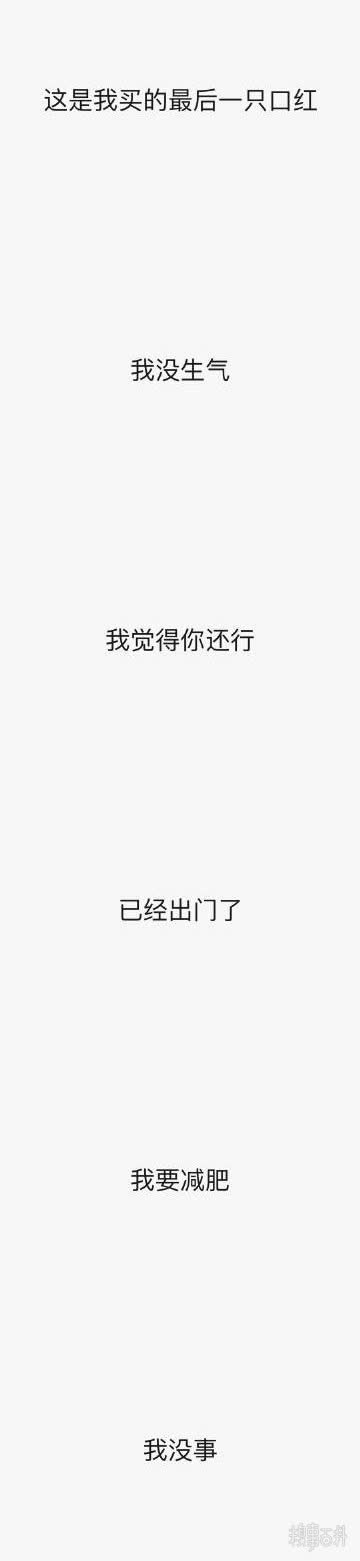 这是我买的最后一只口红
我没生气
我觉得你还行
已经出门了
我要减肥
我没事